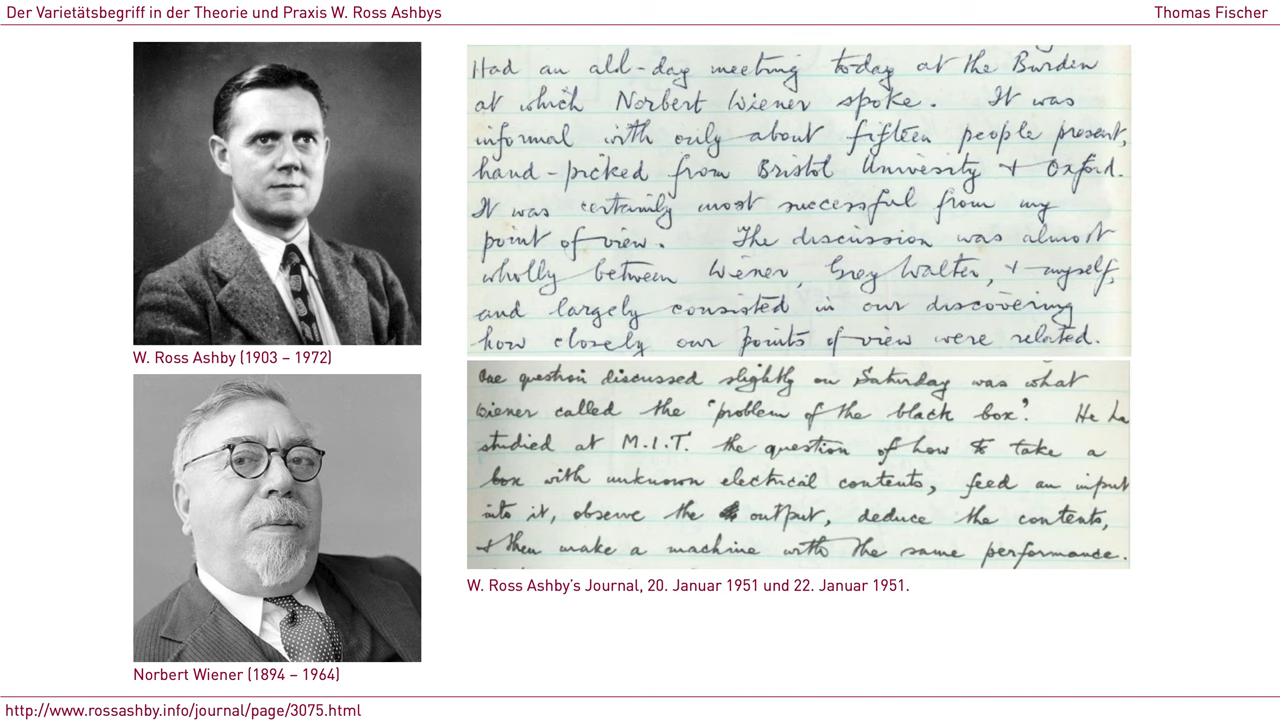 Der Varietätsbegriff in der Theorie und Praxis W. Ross Ashbys
Thomas Fischer
W. Ross Ashby (1903 – 1972)
Norbert Wiener (1894 – 1964)
Had an all-day meeting today at the Burden
at which Norbert Wiener spoke. It was
informal with only about fifteen people present,
hand-picked from Bristol University + Oxford.
It was certainly most successful from my
point of view. The discussion was almost
wholly between Wiener, Grey Walter, + myself,
and largely consisted in our discovering
how closely our points of view were related.
One question discussed slightly on Saturday was what
Wiener called the 'problem of the black box'. He ha
studied at M.I.T. the question of how to take a
box with unknown electrical contents, feed an input
into it, observe the output, deduce the contents,
+ then make a machine with the same performance.
W. Ross Ashby's Journal, 20. Januar 1951 und 22. Januar 1951.
http://www.rossashby.info/journal/page/3075.html